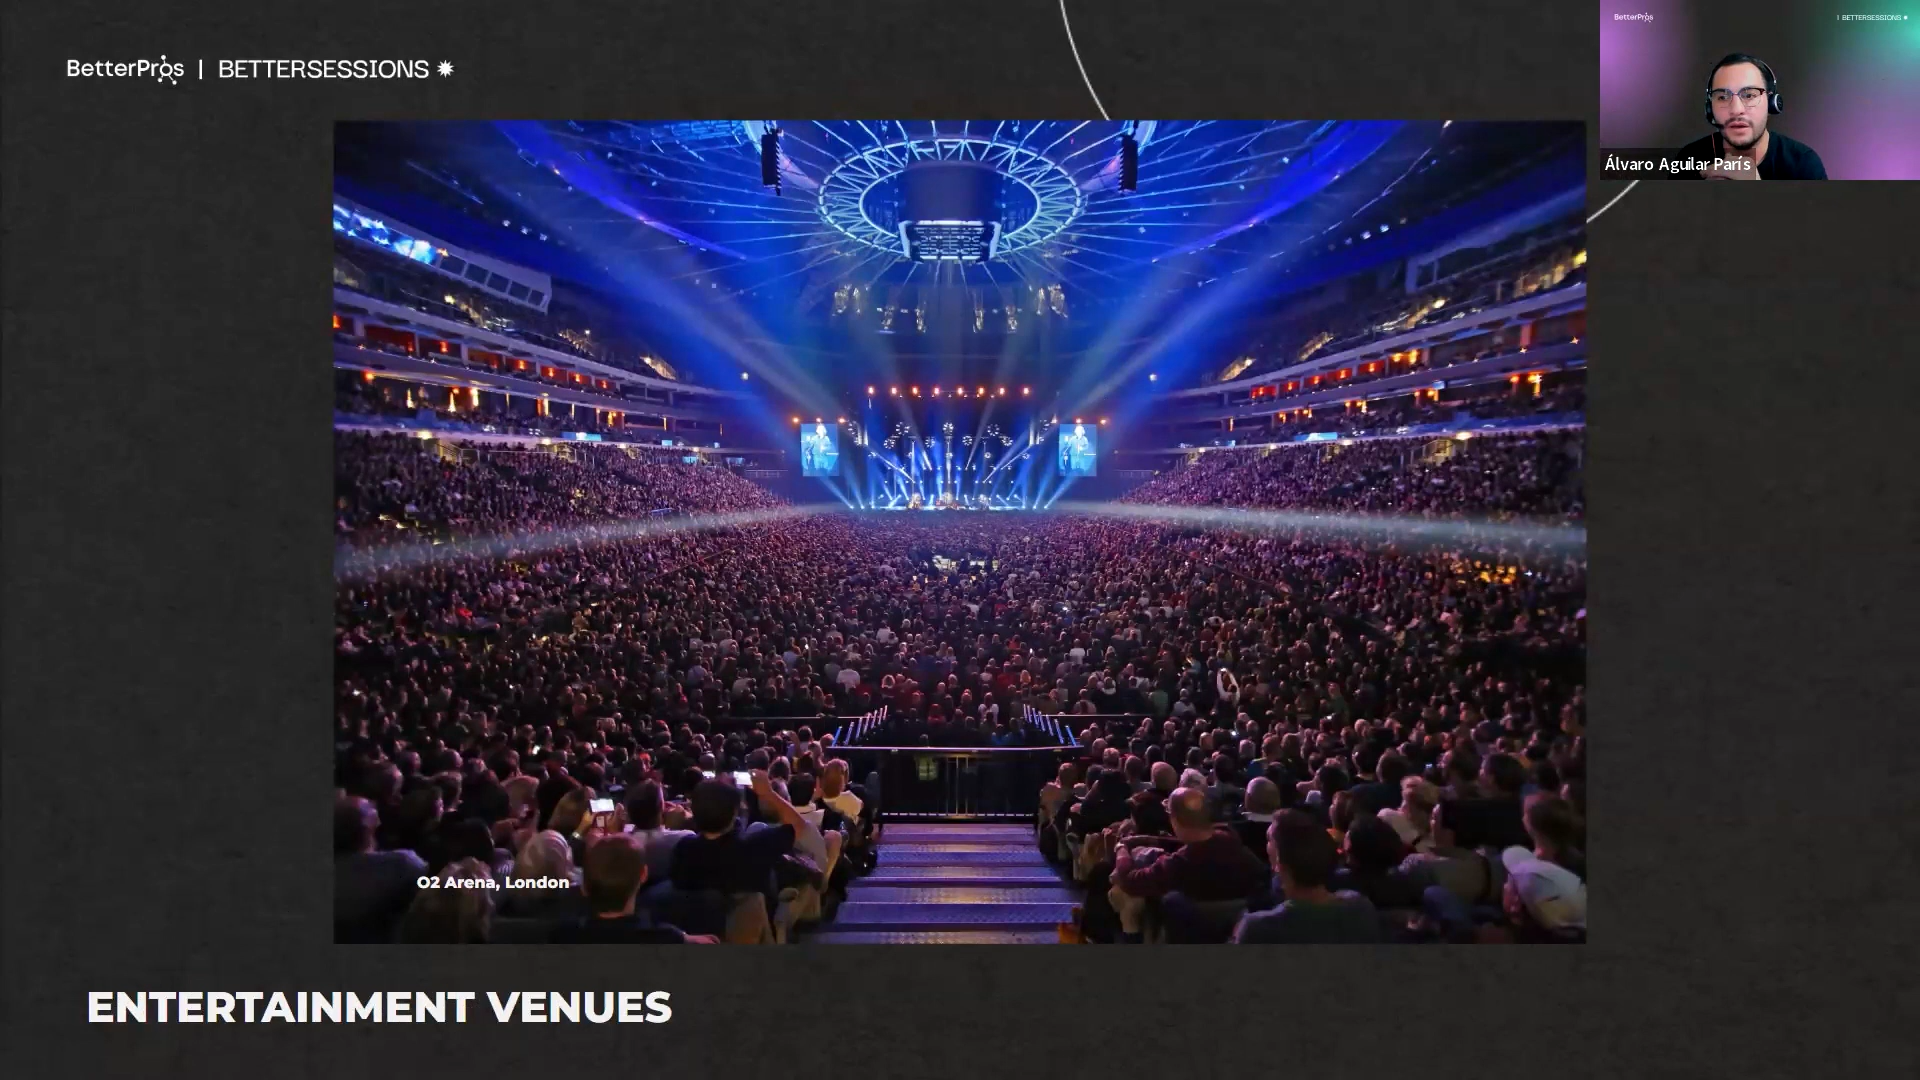 BetterPros | BETTERSESSIONS
BetterPros
| BETTERSESSIONS
Álvaro Aguilar París
O2 Arena, London
ENTERTAINMENT VENUES